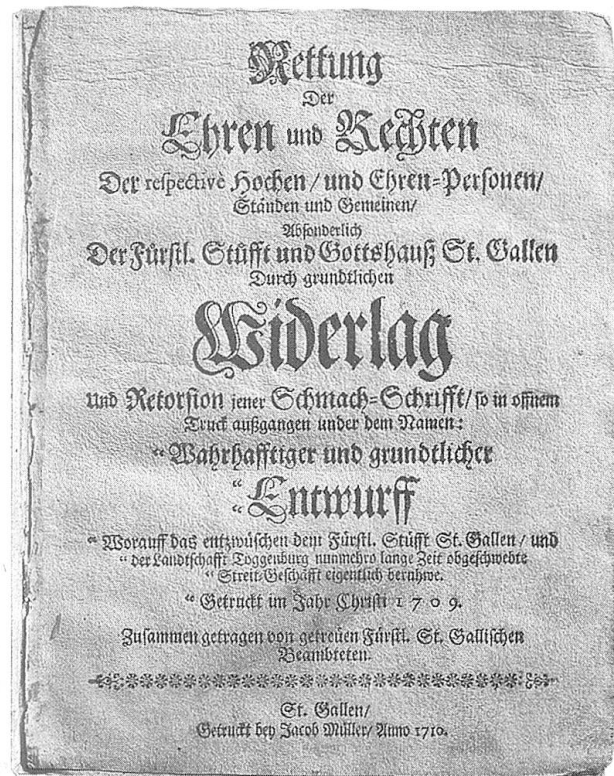 Rettung
Der
Ehren und Rechten
Der respectivè Hochen / und Ehren=Personen /
Ständen und Gemeinen /
Absonderlich
Der Fürstl. Stüfft und Gottshauß St. Gallen
Durch grundtlichen
Widerlag
und Retorsion jener Schmach=Schrifft / so in offnem
Truck außgangen under dem Namen:
“Wahrhafftiger und grundtlicher
“Entwurff
“
“Worauff das entzwüschen dem Fürstl. Stüfft St. Gallen / und
“der Landtschafft Toggenburg nunmehro lange Zeit obgeschwebte
“Streit=Geschäfft eigentlich beruhwe.
“Getruckt im Jahr Christi 1709.
Zusammen getragen von getreüen Fürstl. St. Gallischen
Beambteten.
St. Gallen /
Getruckt bey Jacob Müller / Anno 1710.